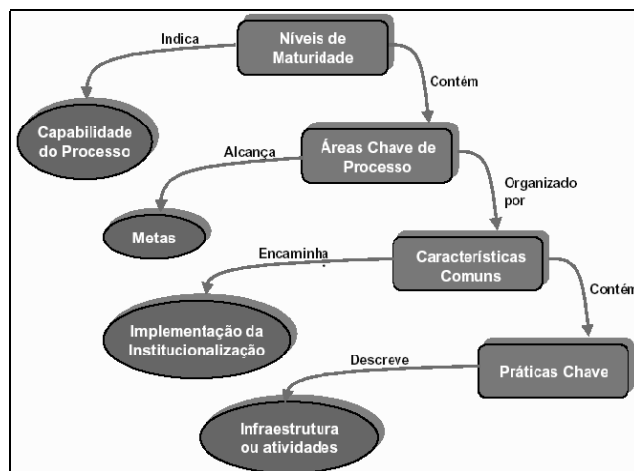 Níveis de
Maturidade
Indica
Contém
Capabilidade
do Processo
Alcança
Áreas Chave de
Processo
Organizado
por
Metas
Encaminha
Características
Comuns
Contém
Implementação da
Institucionalização
Descreve
Práticas Chave
Infraestrutura
ou atividades